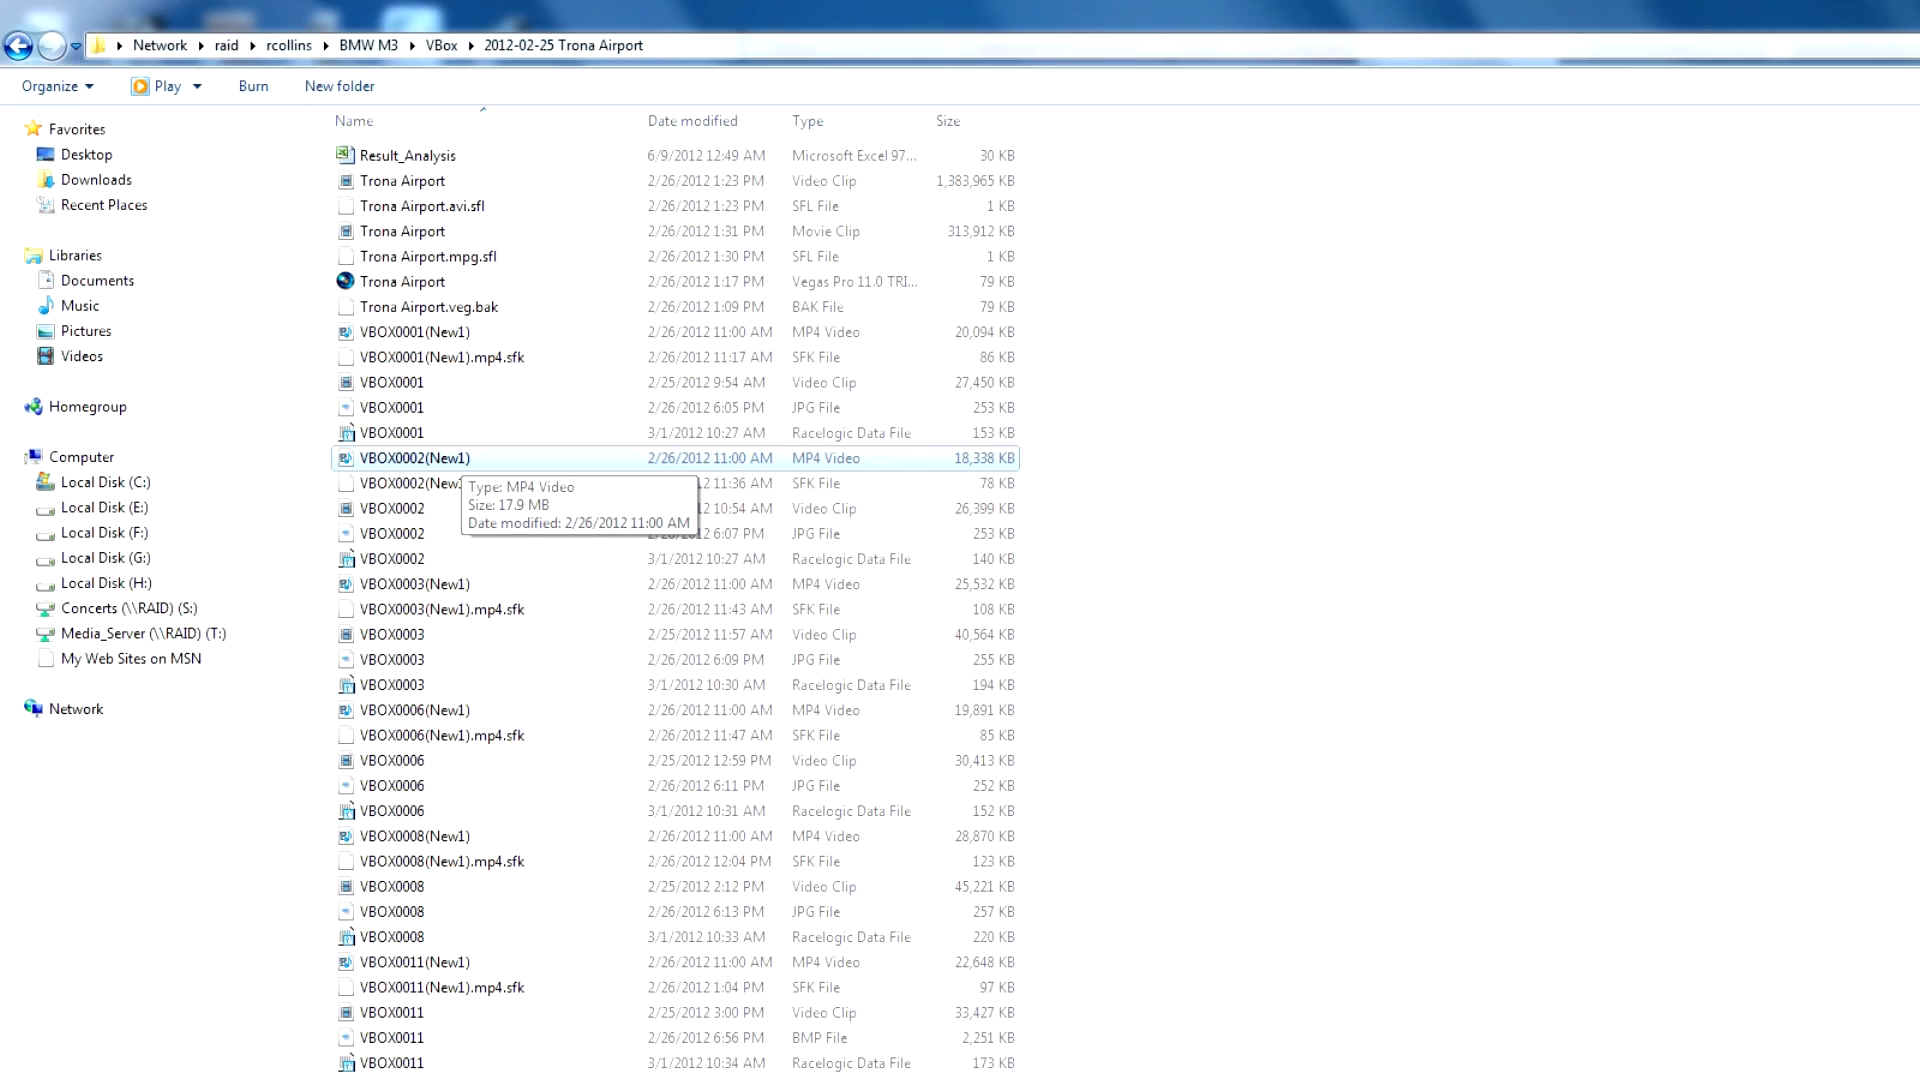 Network ▸ raid ▸ rcollins ▸ BMW M3 ▸ VBox ▸ 2012-02-25 Trona Airport
Organize Play Burn New folder
Favorites
Desktop
Downloads
Recent Places
Libraries
Documents
Music
Pictures
Videos
Homegroup
Computer
Local Disk (C:)
Local Disk (E:)
Local Disk (F:)
Local Disk (G:)
Local Disk (H:)
Concerts (\\RAID) (S:)
Media_Server (\\RAID) (T:)
My Web Sites on MSN
Network
Name Date modified Type Size
Result_Analysis 6/9/2012 12:49 AM Microsoft Excel 97... 30 KB
Trona Airport 2/26/2012 1:23 PM Video Clip 1,383,965 KB
Trona Airport.avi.sfl 2/26/2012 1:23 PM SFL File 1 KB
Trona Airport 2/26/2012 1:31 PM Movie Clip 313,912 KB
Trona Airport.mpg.sfl 2/26/2012 1:30 PM SFL File 1 KB
Trona Airport 2/26/2012 1:17 PM Vegas Pro 11.0 TRI... 79 KB
Trona Airport.veg.bak 2/26/2012 1:09 PM BAK File 79 KB
VBOX0001(New1) 2/26/2012 11:00 AM MP4 Video 20,094 KB
VBOX0001(New1).mp4.sfk 2/26/2012 11:17 AM SFK File 86 KB
VBOX0001 2/25/2012 9:54 AM Video Clip 27,450 KB
VBOX0001 2/26/2012 6:05 PM JPG File 253 KB
VBOX0001 3/1/2012 10:27 AM Racelogic Data File 153 KB
VBOX0002(New1) 2/26/2012 11:00 AM MP4 Video 18,338 KB
VBOX0002(New 12 11:36 AM SFK File 78 KB
VBOX0002 12 10:54 AM Video Clip 26,399 KB
VBOX0002 6:07 PM JPG File 253 KB
Type: MP4 Video
Size: 17.9 MB
Date modified: 2/26/2012 11:00 AM
VBOX0002 3/1/2012 10:27 AM Racelogic Data File 140 KB
VBOX0003(New1) 2/26/2012 11:00 AM MP4 Video 25,532 KB
VBOX0003(New1).mp4.sfk 2/26/2012 11:43 AM SFK File 108 KB
VBOX0003 2/25/2012 11:57 AM Video Clip 40,564 KB
VBOX0003 2/26/2012 6:09 PM JPG File 255 KB
VBOX0003 3/1/2012 10:30 AM Racelogic Data File 194 KB
VBOX0006(New1) 2/26/2012 11:00 AM MP4 Video 19,891 KB
VBOX0006(New1).mp4.sfk 2/26/2012 11:47 AM SFK File 85 KB
VBOX0006 2/25/2012 12:59 PM Video Clip 30,413 KB
VBOX0006 2/26/2012 6:11 PM JPG File 252 KB
VBOX0006 3/1/2012 10:31 AM Racelogic Data File 152 KB
VBOX0008(New1) 2/26/2012 11:00 AM MP4 Video 28,870 KB
VBOX0008(New1).mp4.sfk 2/26/2012 12:04 PM SFK File 123 KB
VBOX0008 2/25/2012 2:12 PM Video Clip 45,221 KB
VBOX0008 2/26/2012 6:13 PM JPG File 257 KB
VBOX0008 3/1/2012 10:33 AM Racelogic Data File 220 KB
VBOX0011(New1) 2/26/2012 11:00 AM MP4 Video 22,648 KB
VBOX0011(New1).mp4.sfk 2/26/2012 1:04 PM SFK File 97 KB
VBOX0011 2/25/2012 3:00 PM Video Clip 33,427 KB
VBOX0011 2/26/2012 6:56 PM BMP File 2,251 KB
VBOX0011 3/1/2012 10:34 AM Racelogic Data File 173 KB